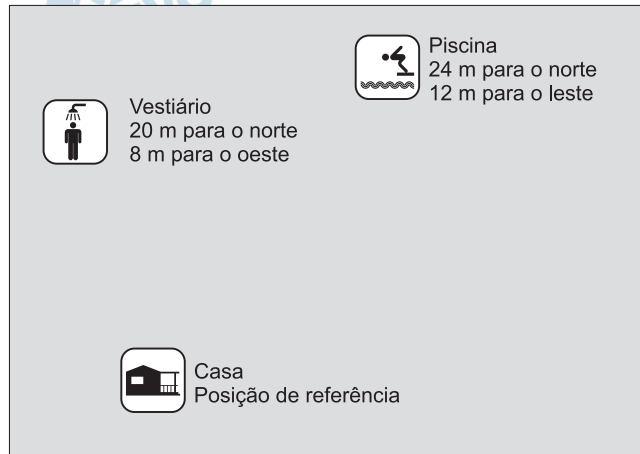 Piscina
24 m para o norte
12 m para o leste
Vestiário
20 m para o norte
8 m para o oeste
Casa
Posição de referência